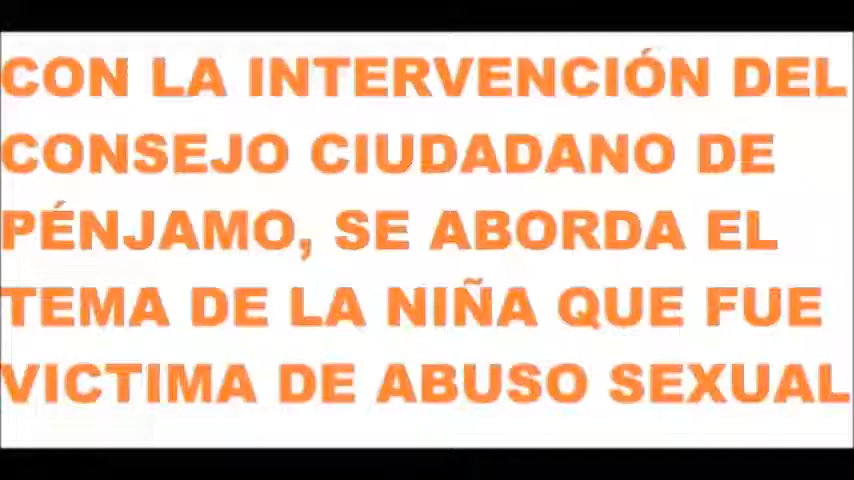 CON LA INTERVENCIÓN DEL
CONSEJO CIUDADANO DE
PÉNJAMO, SE ABORDA EL
TEMA DE LA NIÑA QUE FUE
VICTIMA DE ABUSO SEXUAL